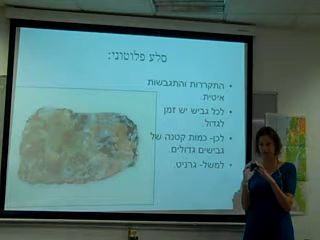 סלע פלוטוני:
• התקררות והתגבשות
איטית.
• לכל גביש יש זמן
לגדול.
• לכן- כמות קטנה של
גבישים גדולים.
• למשל- גרניט.